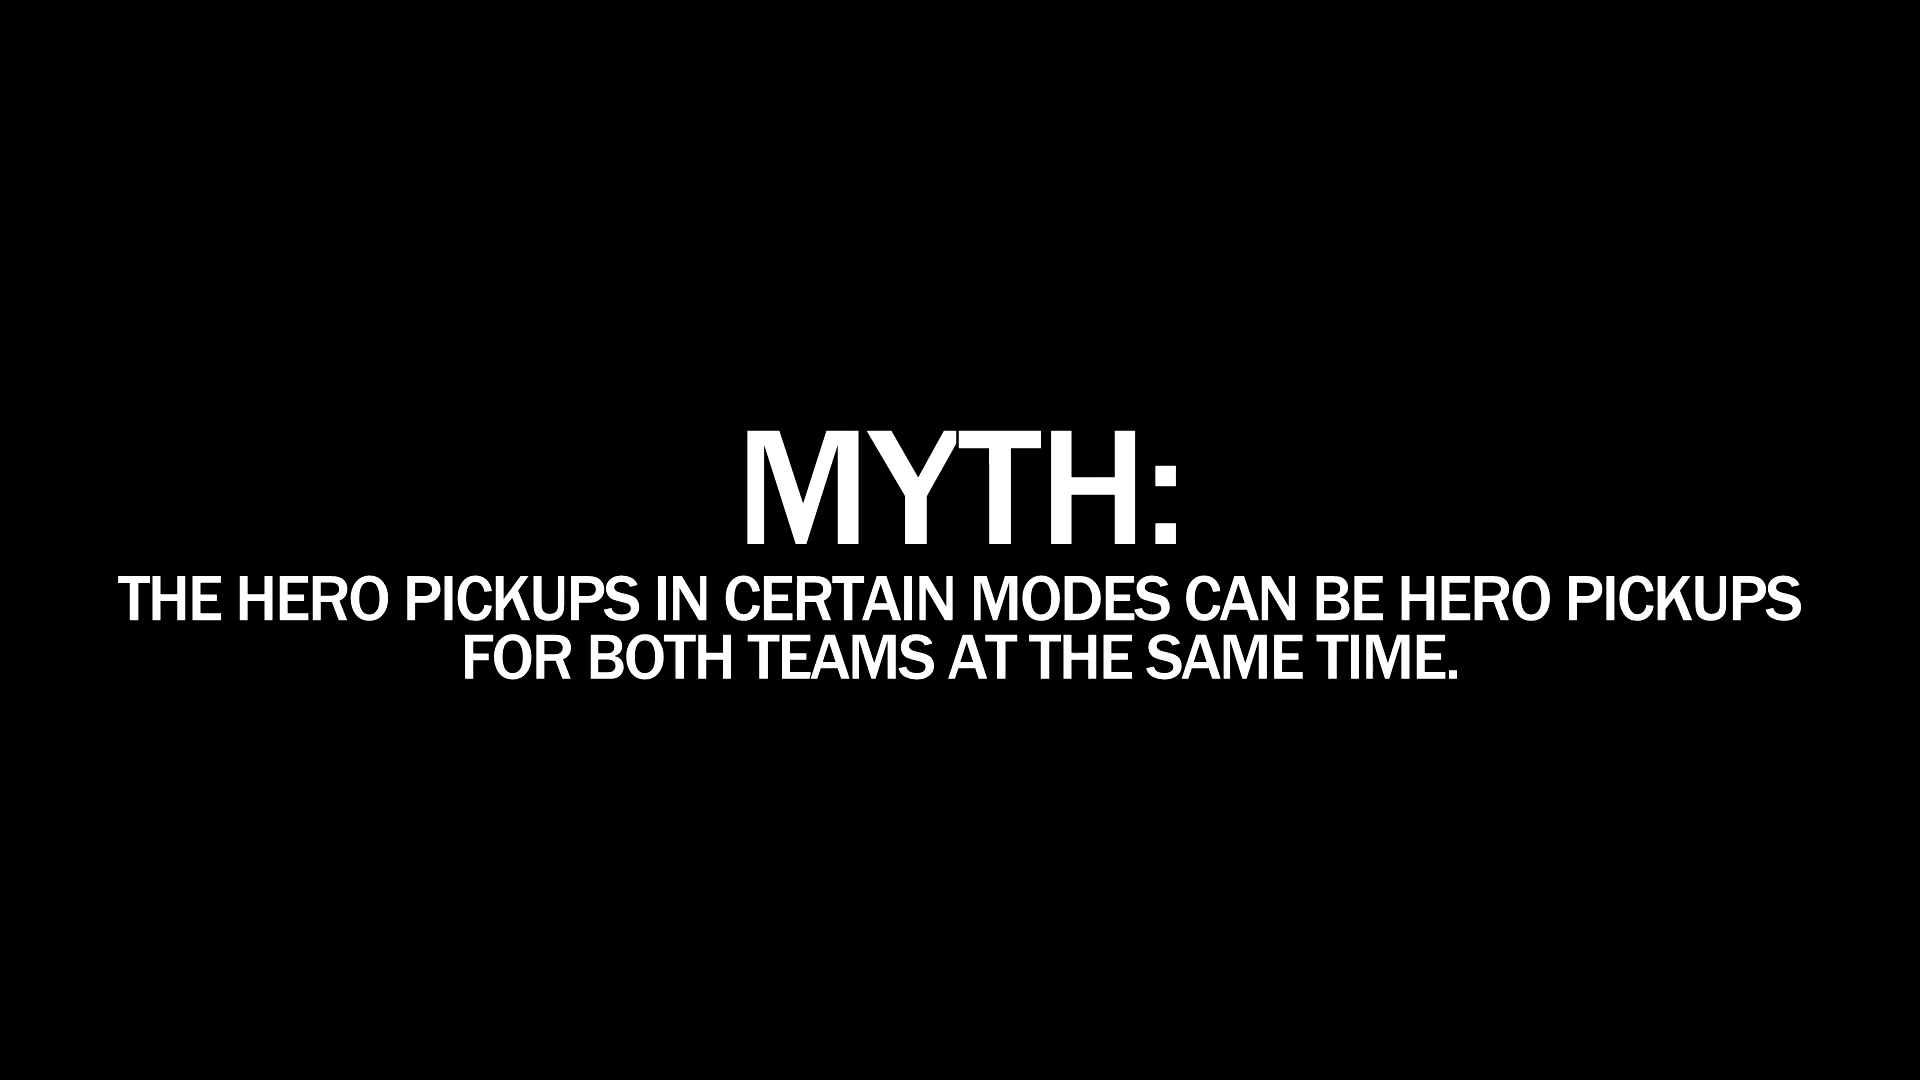 MYTH:
THE HERO PICKUPS IN CERTAIN MODES CAN BE HERO PICKUPS
FOR BOTH TEAMS AT THE SAME TIME.